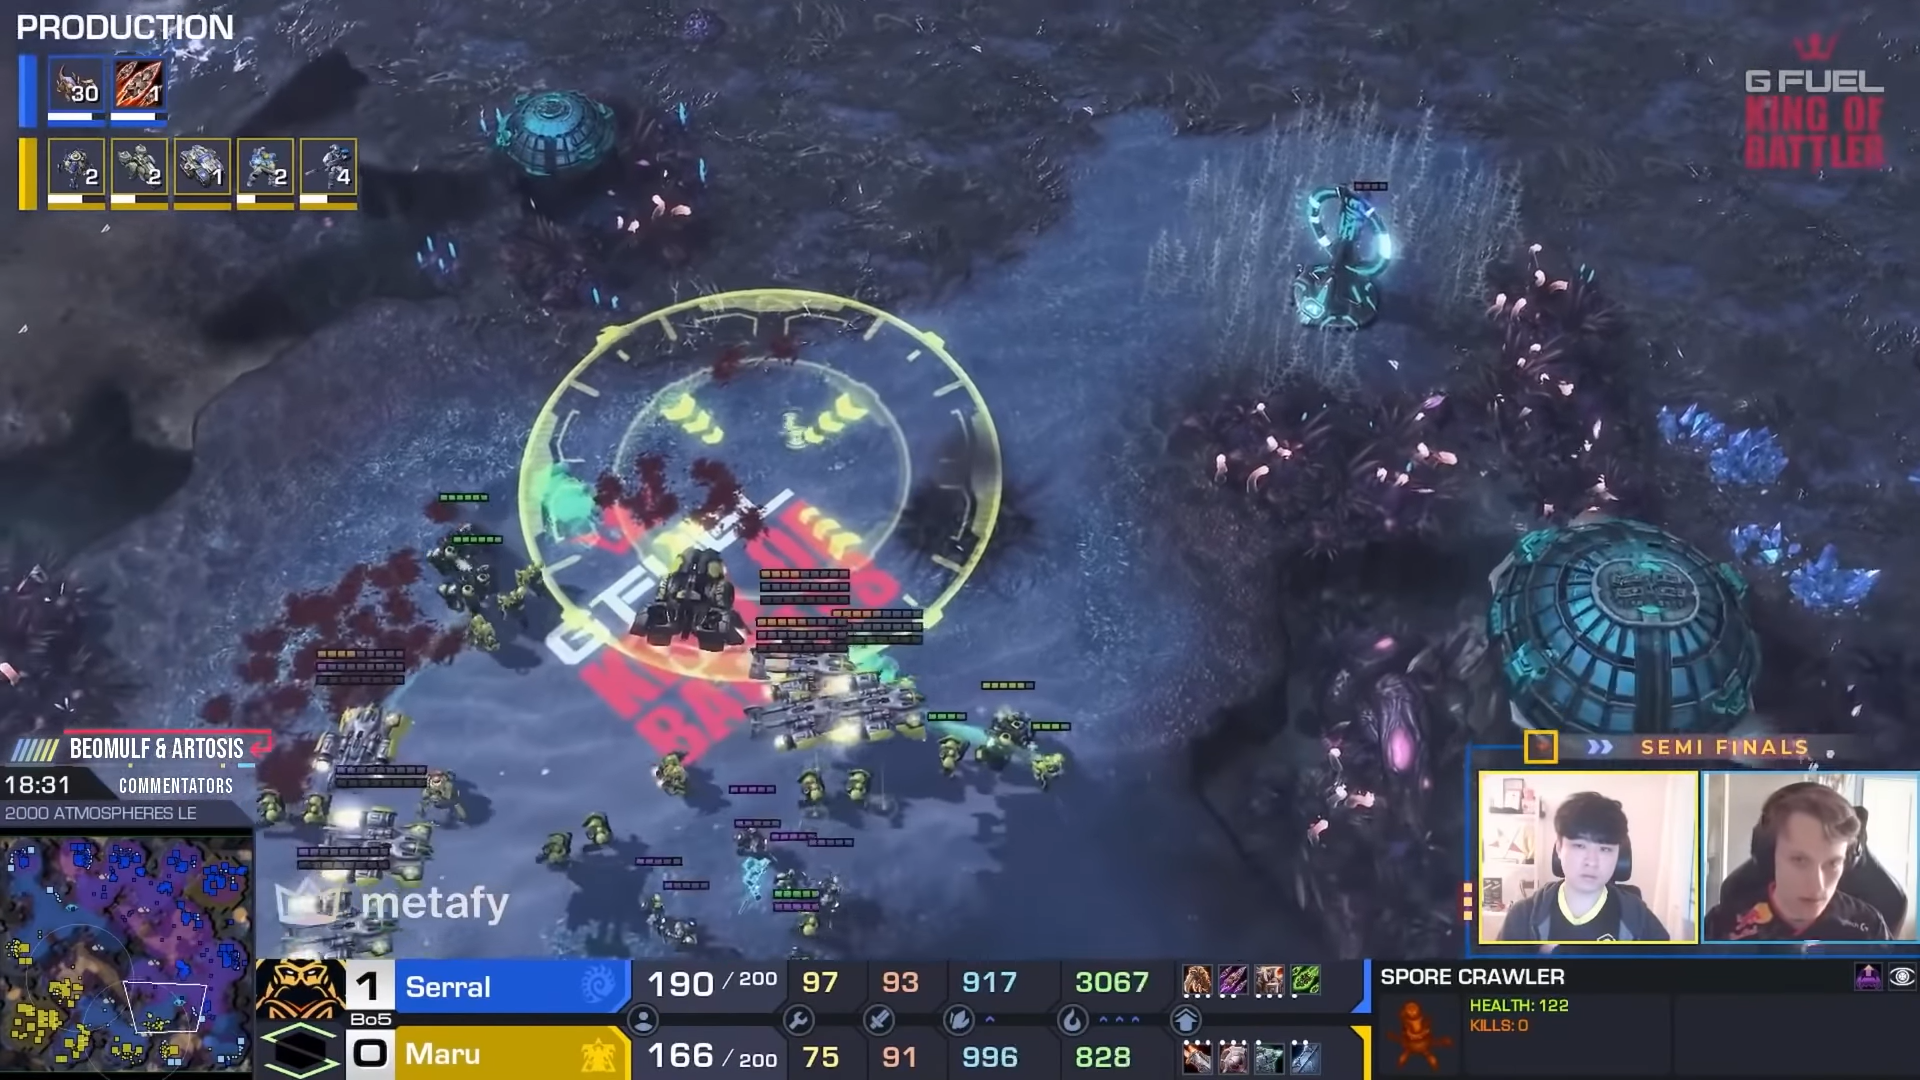 PRODUCTION
30 1
2 2 1 2 4
G FUEL
KING OF
BATTLER
G FUEL
BEOMULF & ARTOSIS
COMMENTATORS
18:31
2000 ATMOSPHERES LE
metafy
SEMI FINALS
1 Serral 190 / 200 97 93 917 3067
Bo5
0 Maru 166 / 200 75 91 996 828
SPORE CRAWLER
HEALTH: 122
KILLS: 0